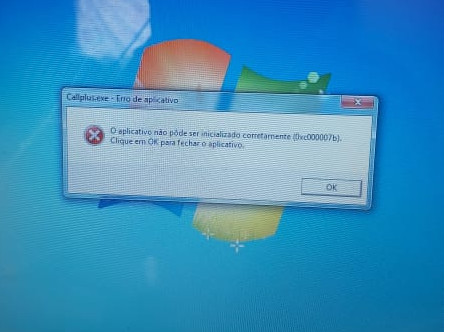 Callplus.exe - Erro de aplicativo
O aplicativo não pôde ser inicializado corretamente (0xc000007b).
Clique em OK para fechar o aplicativo.
OK